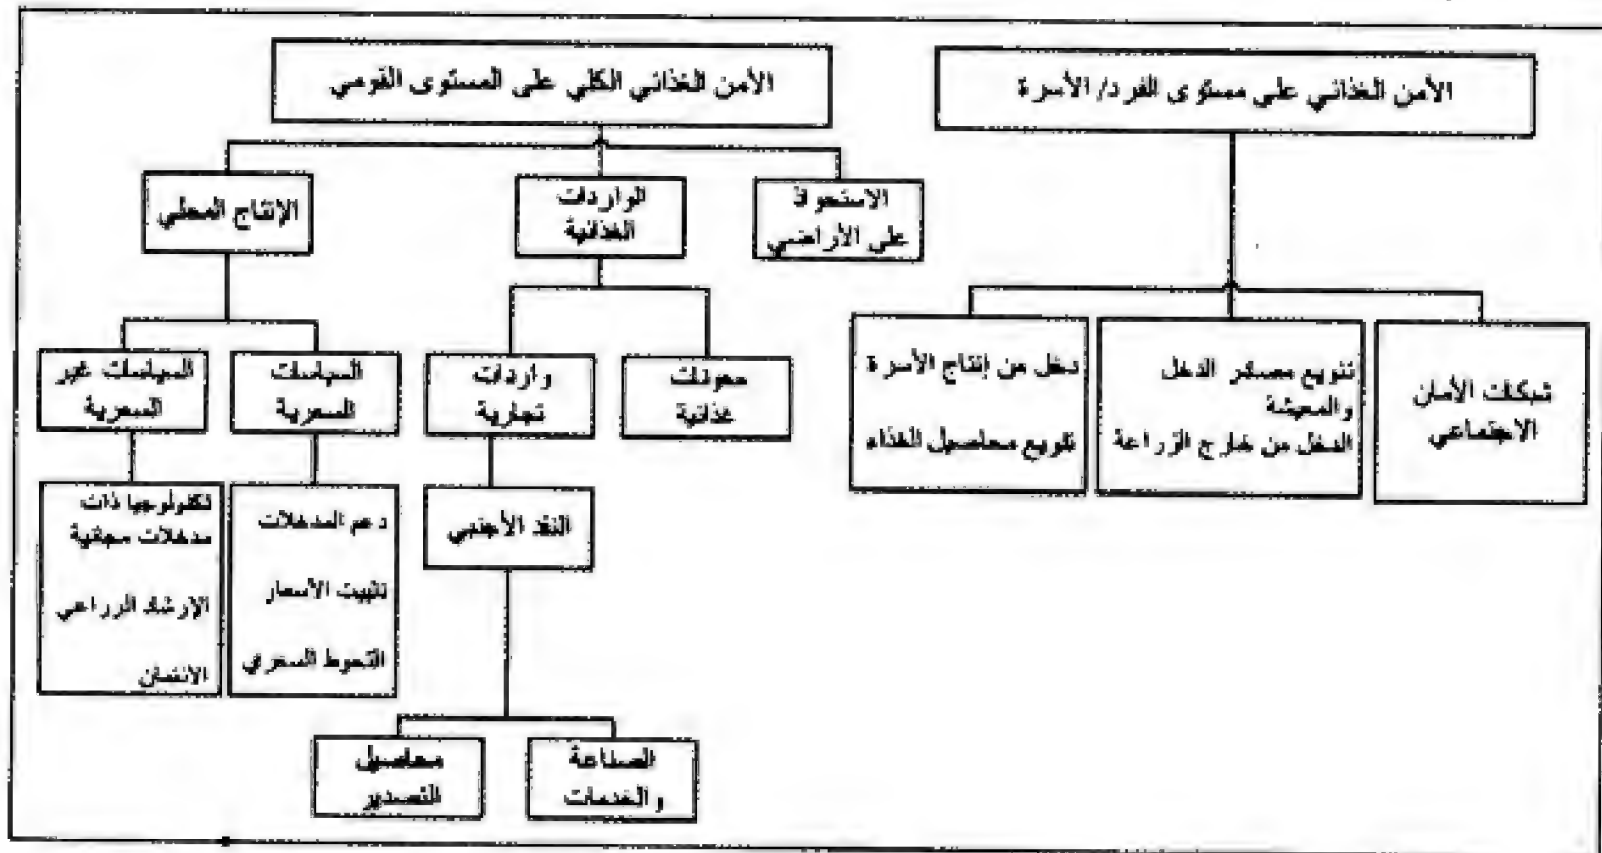 الأمن الغذائي على مستوى الفرد/ الأسرة
الأمن الغذائي الكلي على المستوى القومي
الاستحواذ
على الأراضي
الواردات
الغذائية
الإنتاج المحلي
شبكات الأمان
الاجتماعي
تنويع مصادر الدخل
والمعيشة
الدخل من خارج الزراعة
دخل من إنتاج الأسرة
تنويع محاصيل الغذاء
معونات
غذائية
واردات
تجارية
السياسات
السعرية
السياسات غير
السعرية
النقد الأجنبي
دعم المدخلات
تثبيت الأسعار
التحوط السعري
تكنولوجيا ذات
مدخلات مجانية
الإرشاد الزراعي
الائتمان
الصناعة
والخدمات
محاصيل
التصدير